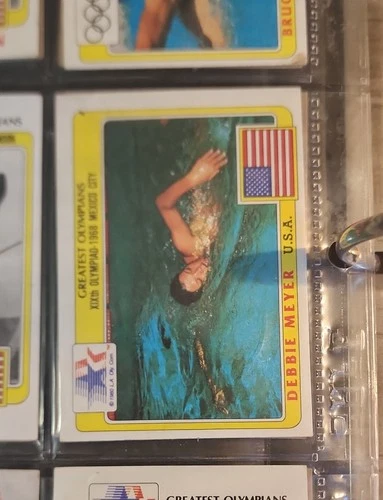 BRUC
GREATEST OLYMPIANS
XIXth OLYMPIAD-1968 MEXICO CITY
DEBBIE MEYER U.S.A.
GREATEST OLYMPIANS